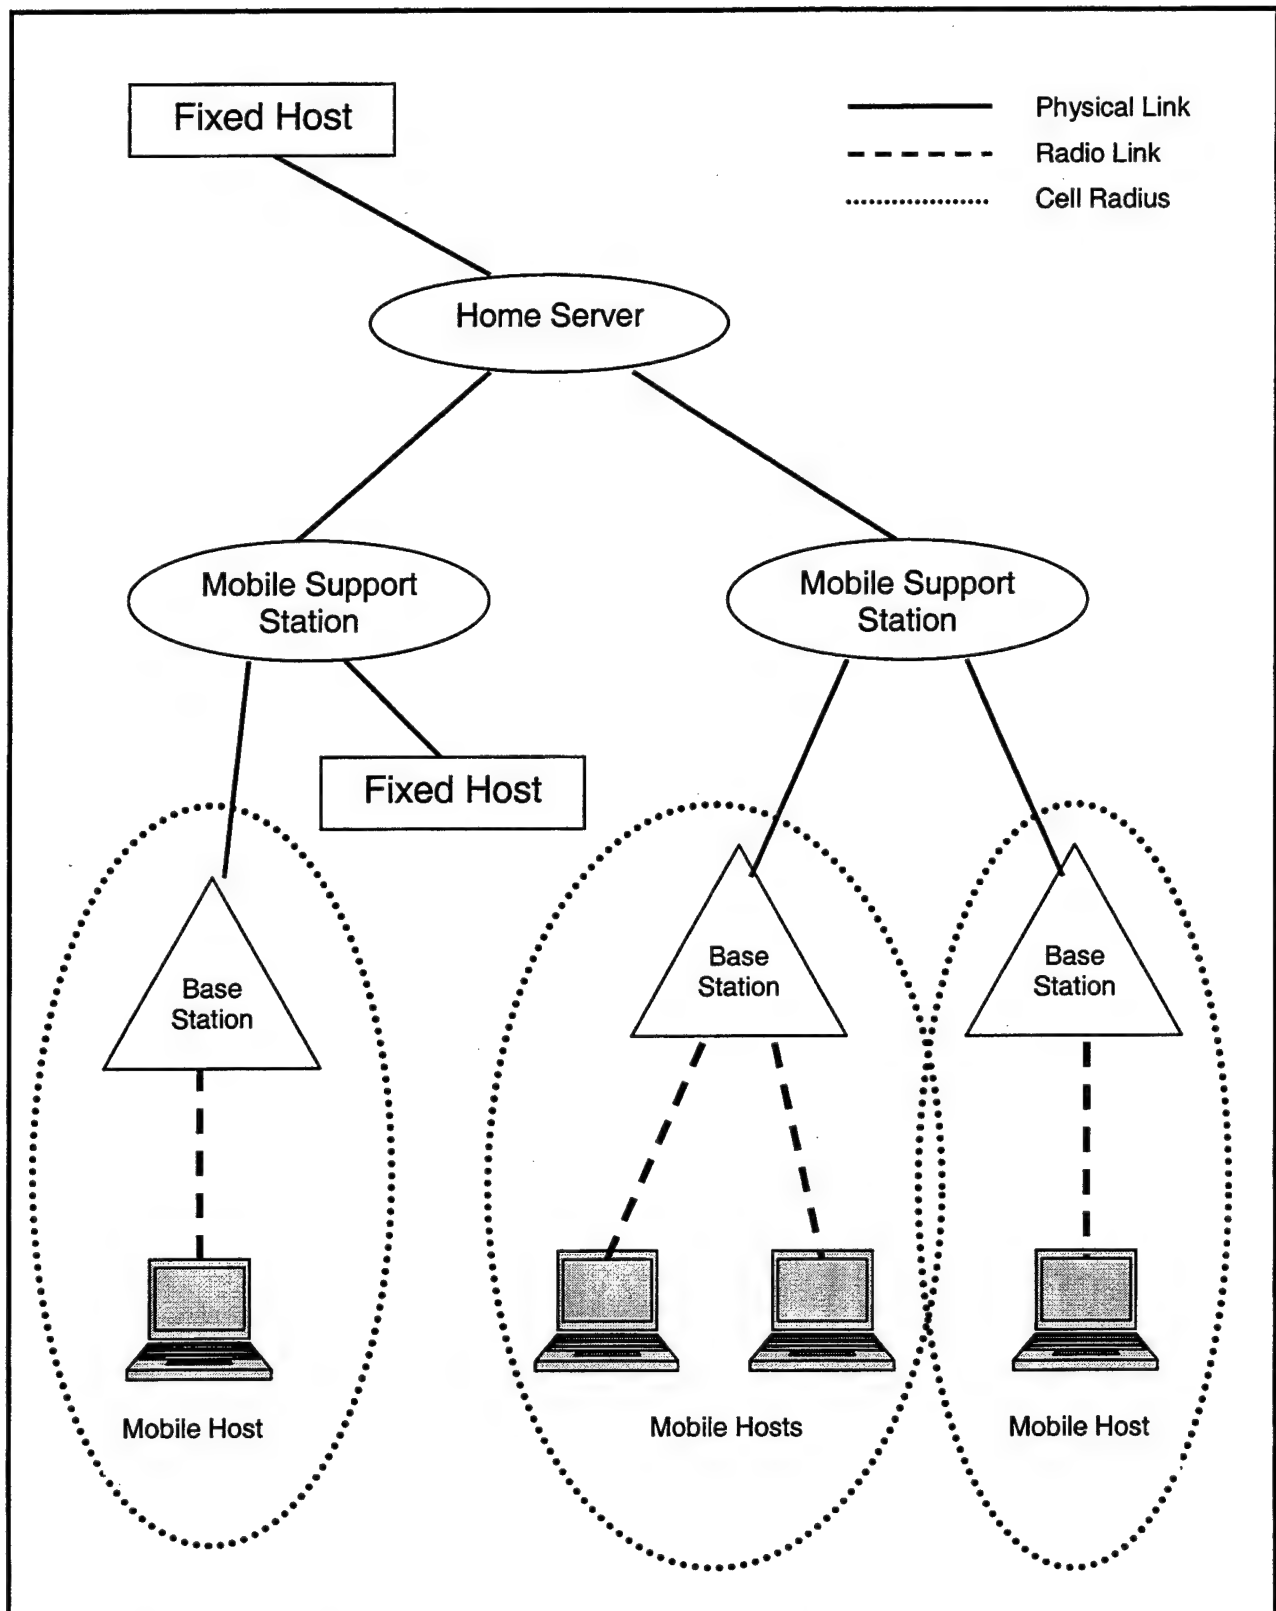 Fixed Host
Physical Link
Radio Link
Cell Radius
Home Server
Mobile Support
Station
Mobile Support
Station
Fixed Host
Base
Station
Base
Station
Base
Station
Mobile Host
Mobile Hosts
Mobile Host